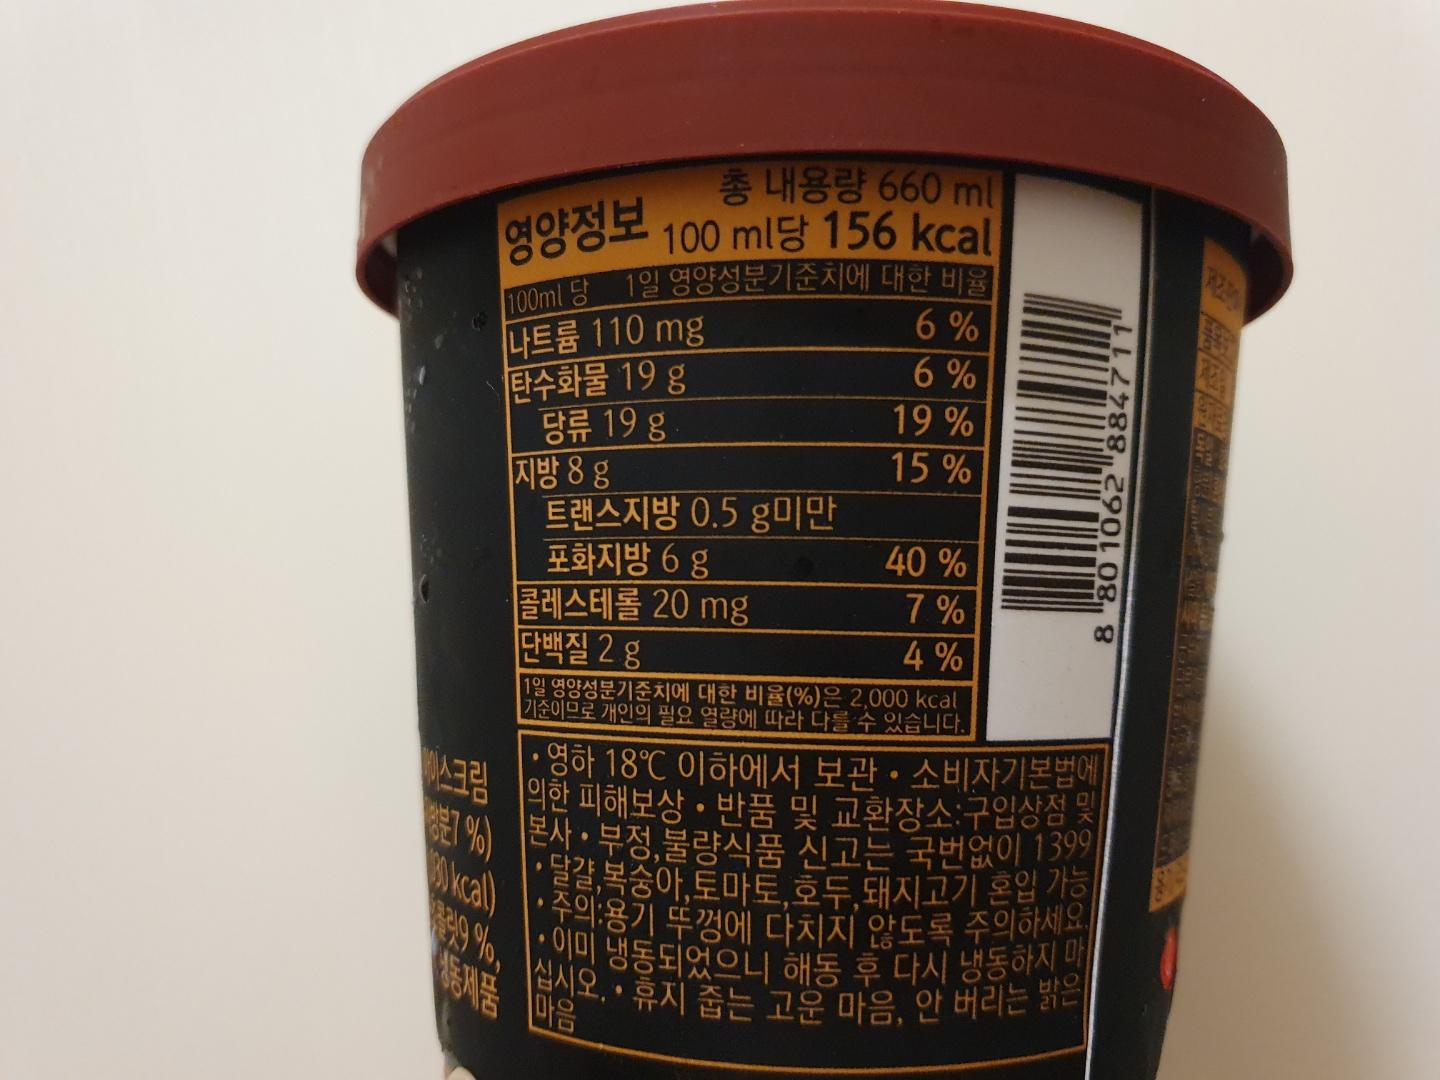 총 내용량 660 ml
영양정보 100 ml당 156 kcal
100ml 당 1일 영양성분기준치에 대한 비율
나트륨 110 mg 6 %
탄수화물 19 g 6 %
당류 19 g 19 %
지방 8 g 15 %
트랜스지방 0.5 g미만
포화지방 6 g 40 %
콜레스테롤 20 mg 7 %
단백질 2 g 4 %
1일 영양성분기준치에 대한 비율(%)은 2,000 kcal
기준이므로 개인의 필요 열량에 따라 다를 수 있습니다.
8 801062 884711
• 영하 18℃ 이하에서 보관 • 소비자기본법에
의한 피해보상 • 반품 및 교환장소:구입상점 및
본사 • 부정,불량식품 신고는 국번없이 1399
• 달걀,복숭아,토마토,호두,돼지고기 혼입 가능
• 주의:용기 뚜껑에 다치지 않도록 주의하세요.
• 이미 냉동되었으니 해동 후 다시 냉동하지 마
십시오. • 휴지 줍는 고운 마음, 안 버리는 밝은
마음
아이스크림
7 %)
kcal)
9 %,
냉동제품